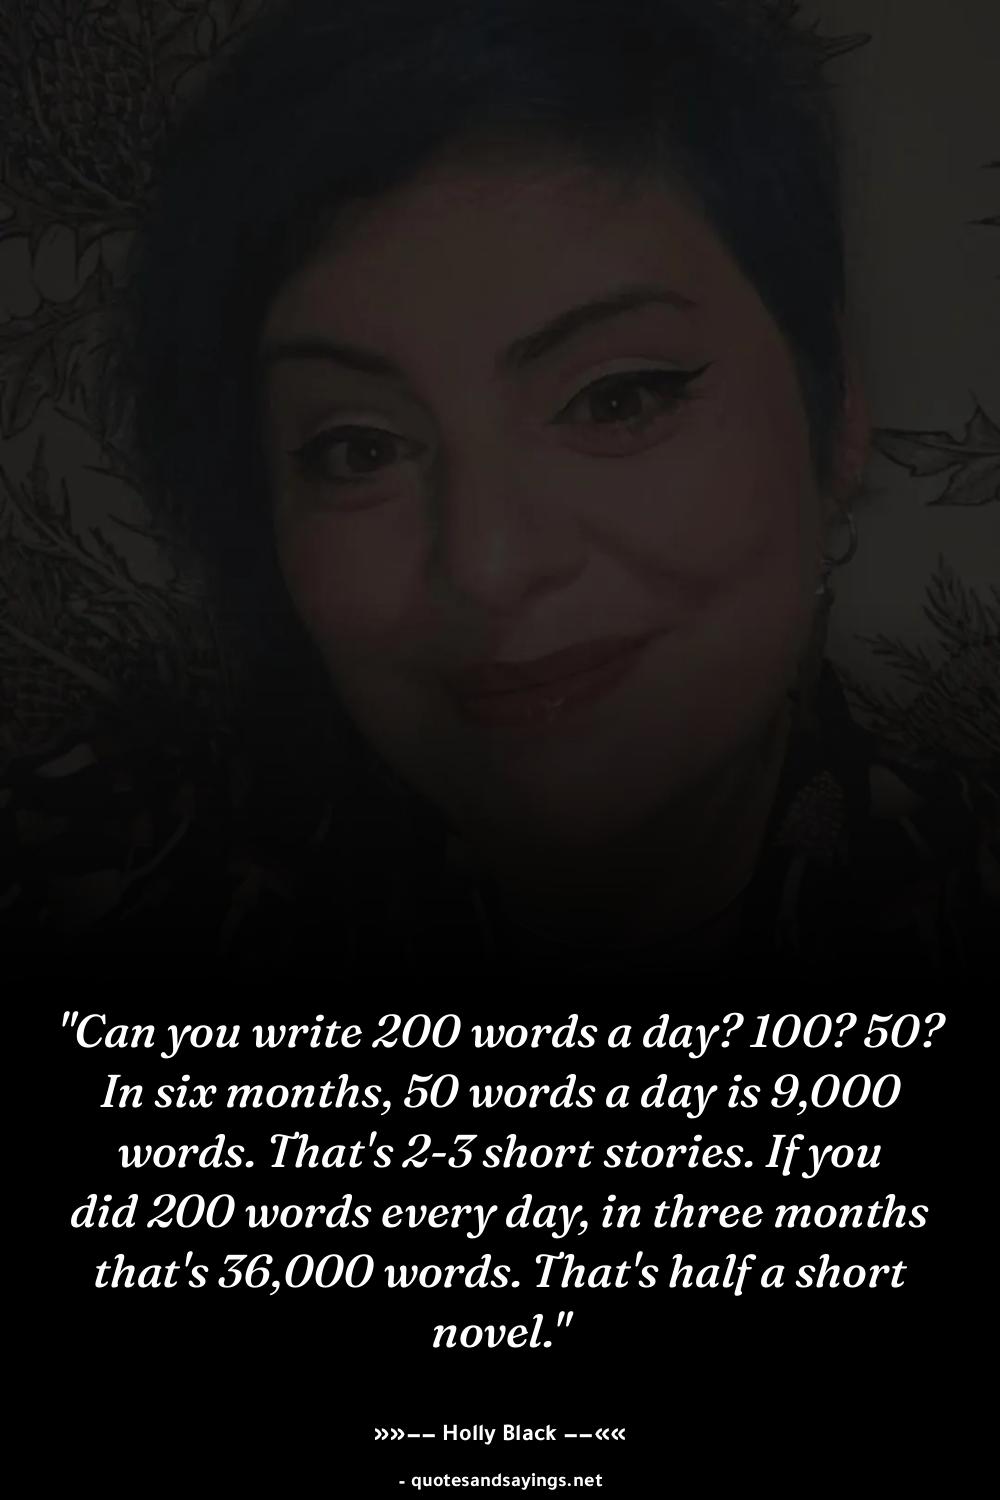 "Can you write 200 words a day? 100? 50?
In six months, 50 words a day is 9,000
words. That's 2-3 short stories. If you
did 200 words every day, in three months
that's 36,000 words. That's half a short
novel."
»»–– Holly Black ––««
- quotesandsayings.net